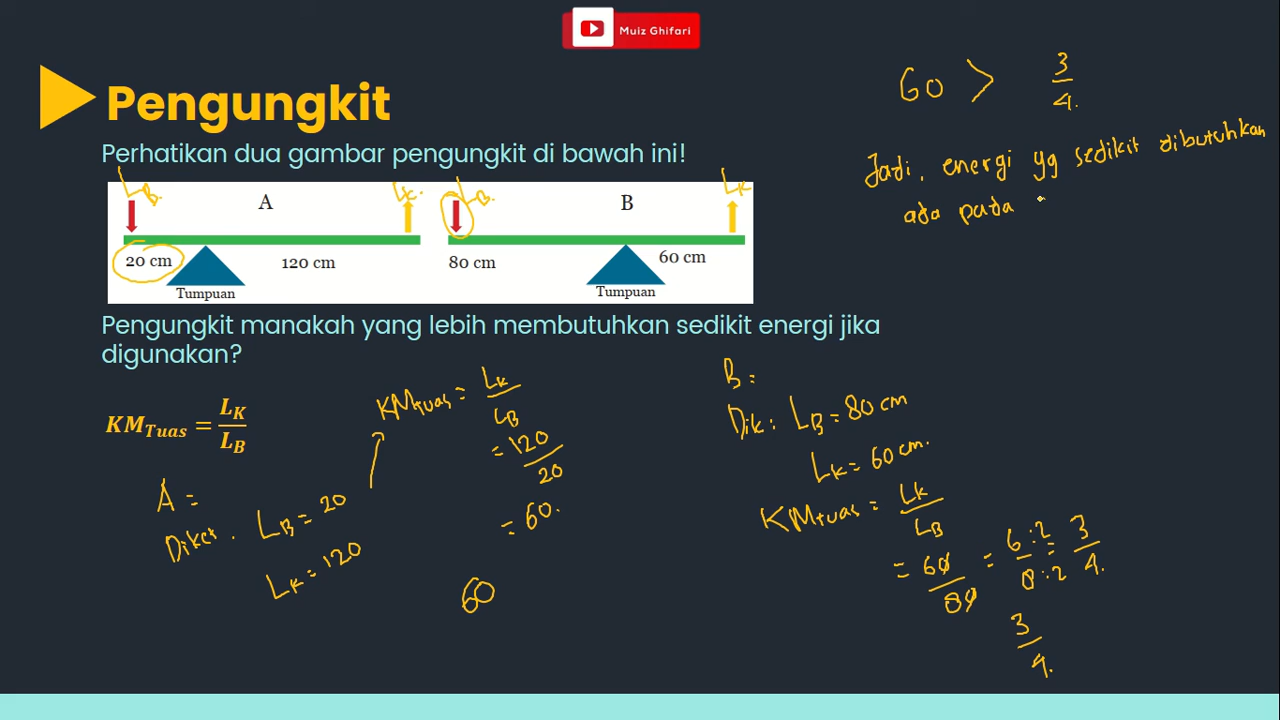 Muiz Ghifari
Pengungkit
60 > 3/4.
Jadi, energi yg sedikit dibutuhkan
ada pada
Perhatikan dua gambar pengungkit di bawah ini!
LB. A LK. LB. B LK
20 cm 120 cm 80 cm 60 cm
Tumpuan Tumpuan
Pengungkit manakah yang lebih membutuhkan sedikit energi jika
digunakan?
KMTuas = LK/LB
A =
Diket. LB = 20
LK = 120
KMtuas = LK/LB
= 120/20
= 60.
60
B =
Dik: LB = 80 cm
LK = 60 cm.
KMtuas = LK/LB
= 60/80 = 6:2/8:2 = 3/4.
3/4.